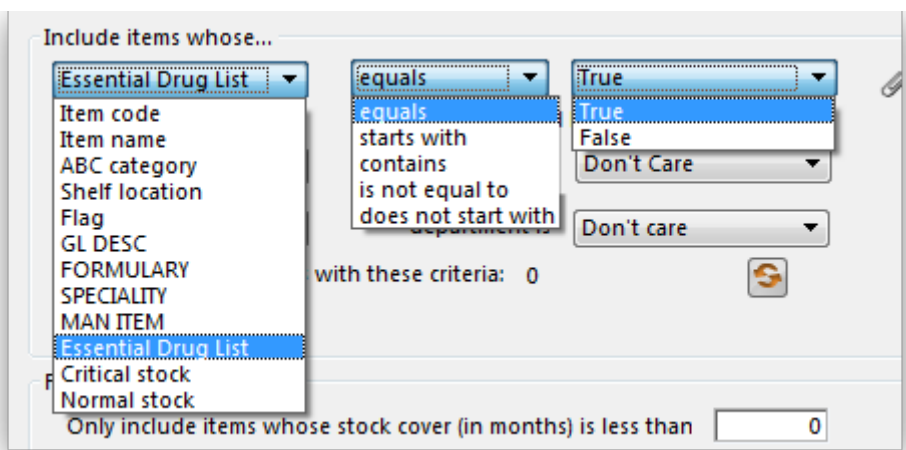 Include items whose...
Essential Drug List equals True
Item code
Item name
ABC category
Shelf location
Flag
GL DESC
FORMULARY
SPECIALITY
MAN ITEM
Essential Drug List
Critical stock
Normal stock
equals
starts with
contains
is not equal to
does not start with
True
False
Don't Care
Don't care
with these criteria: 0
Only include items whose stock cover (in months) is less than 0